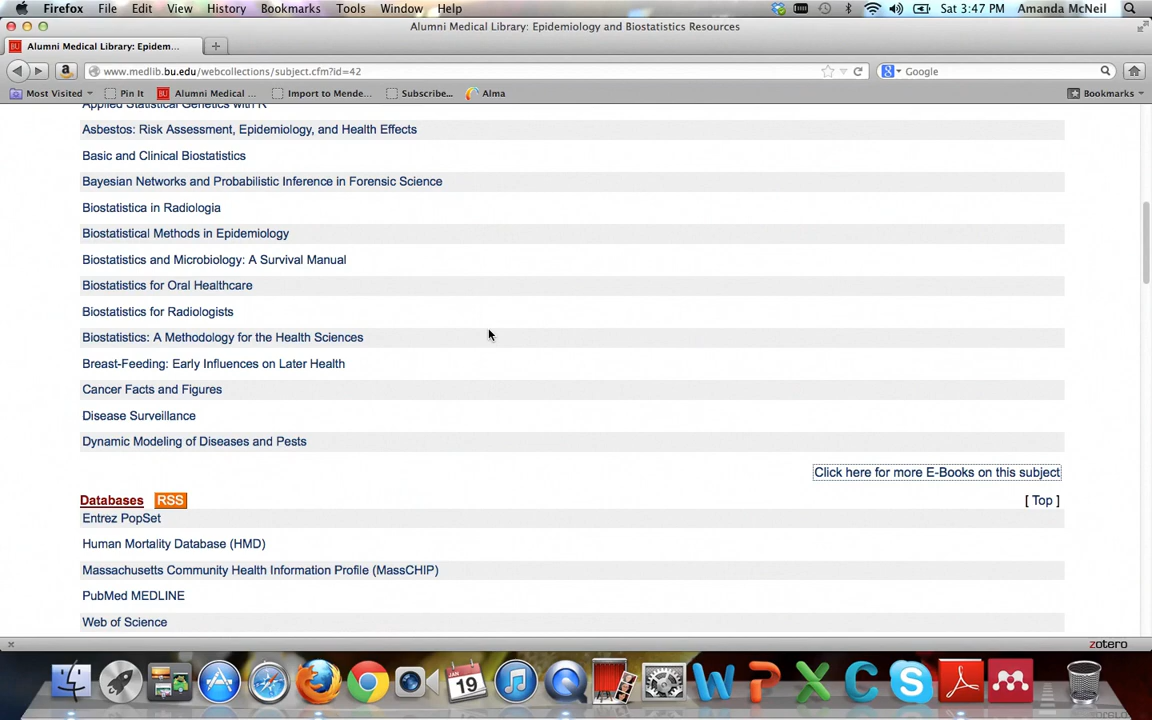 Firefox File Edit View History Bookmarks Tools Window Help Sat 3:47 PM Amanda McNeil
Alumni Medical Library: Epidemiology and Biostatistics Resources
Alumni Medical Library: Epidem...
www.medlib.bu.edu/webcollections/subject.cfm?id=42 Google
Most Visited Pin It Alumni Medical ... Import to Mende... Subscribe... Alma Bookmarks
Applied Statistical Genetics with R
Asbestos: Risk Assessment, Epidemiology, and Health Effects
Basic and Clinical Biostatistics
Bayesian Networks and Probabilistic Inference in Forensic Science
Biostatistica in Radiologia
Biostatistical Methods in Epidemiology
Biostatistics and Microbiology: A Survival Manual
Biostatistics for Oral Healthcare
Biostatistics for Radiologists
Biostatistics: A Methodology for the Health Sciences
Breast-Feeding: Early Influences on Later Health
Cancer Facts and Figures
Disease Surveillance
Dynamic Modeling of Diseases and Pests
Click here for more E-Books on this subject
Databases RSS [ Top ]
Entrez PopSet
Human Mortality Database (HMD)
Massachusetts Community Health Information Profile (MassCHIP)
PubMed MEDLINE
Web of Science
zotero
19